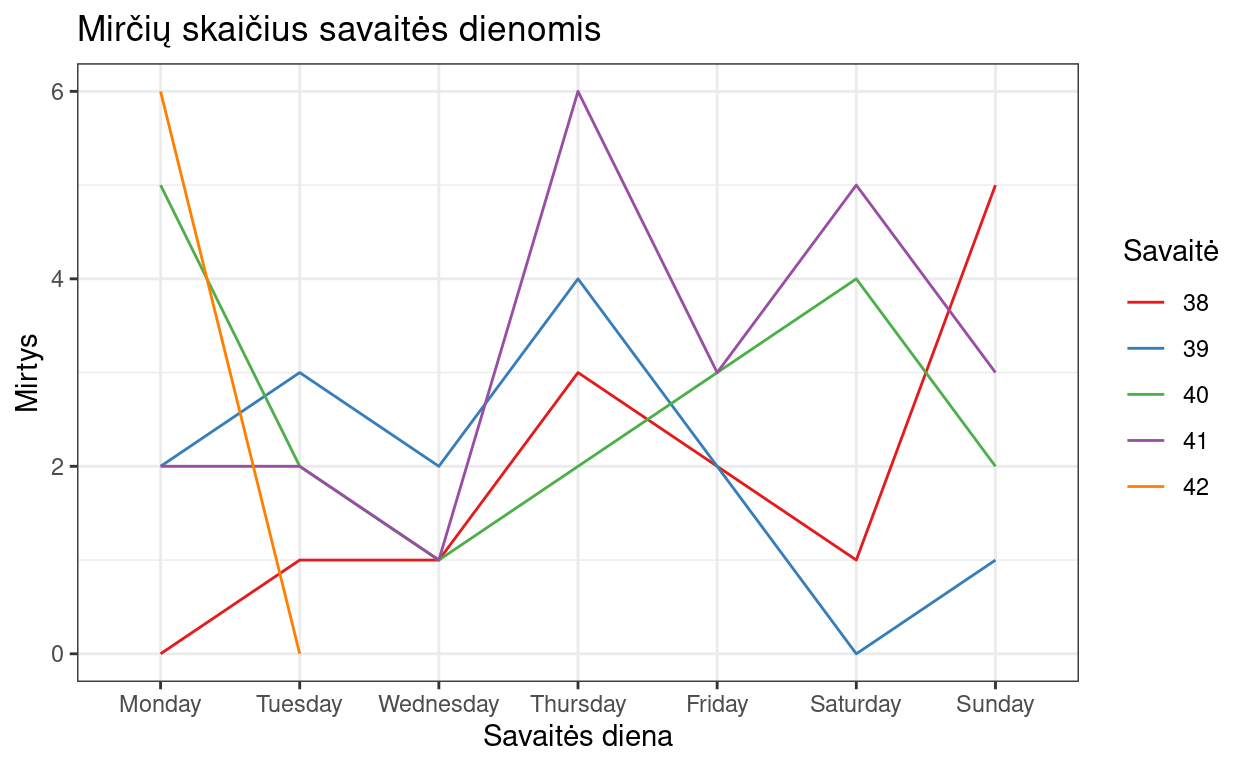 Mirčių skaičius savaitės dienomis
6
4
2
0
Mirtys
Monday Tuesday Wednesday Thursday Friday Saturday Sunday
Savaitės diena
Savaitė
38
39
40
41
42